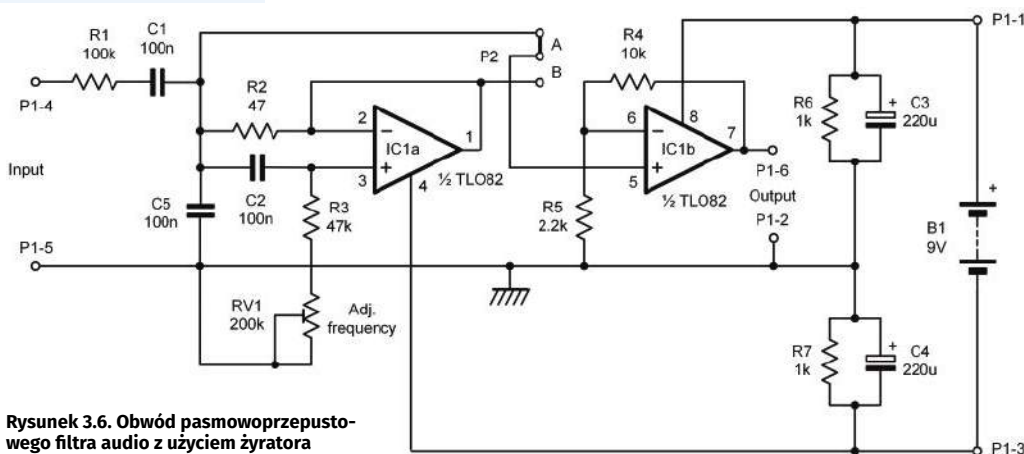 P1-4
R1
100k
C1
100n
R2
47
C2
100n
C5
100n
Input
P1-5
R3
47k
RV1
200k
Adj.
frequency
2
3
1
4
IC1a
½ TLO82
P2
A
B
R4
10k
R5
2.2k
6
5
8
7
IC1b
½ TLO82
P1-6
Output
P1-2
R6
1k
C3
220u
+
R7
1k
C4
220u
+
P1-1
+
B1
9V
P1-3
Rysunek 3.6. Obwód pasmowoprzepusto-
wego filtra audio z użyciem żyratora